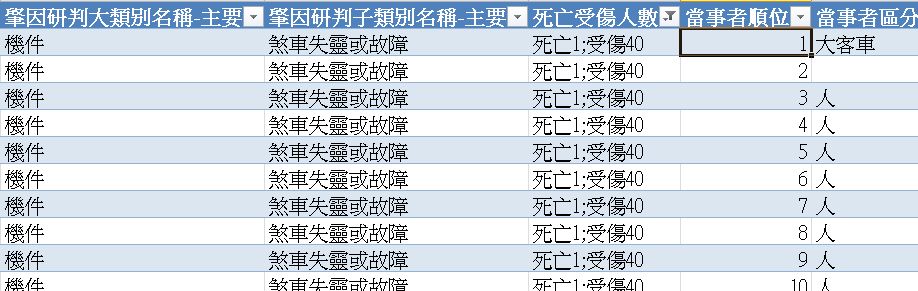 肇因研判大類別名稱-主要 肇因研判子類別名稱-主要 死亡受傷人數 當事者順位 當事者區分
機件 煞車失靈或故障 死亡1;受傷40 1 大客車
機件 煞車失靈或故障 死亡1;受傷40 2
機件 煞車失靈或故障 死亡1;受傷40 3 人
機件 煞車失靈或故障 死亡1;受傷40 4 人
機件 煞車失靈或故障 死亡1;受傷40 5 人
機件 煞車失靈或故障 死亡1;受傷40 6 人
機件 煞車失靈或故障 死亡1;受傷40 7 人
機件 煞車失靈或故障 死亡1;受傷40 8 人
機件 煞車失靈或故障 死亡1;受傷40 9 人
機件 煞車失靈或故障 死亡1;受傷40 10 人